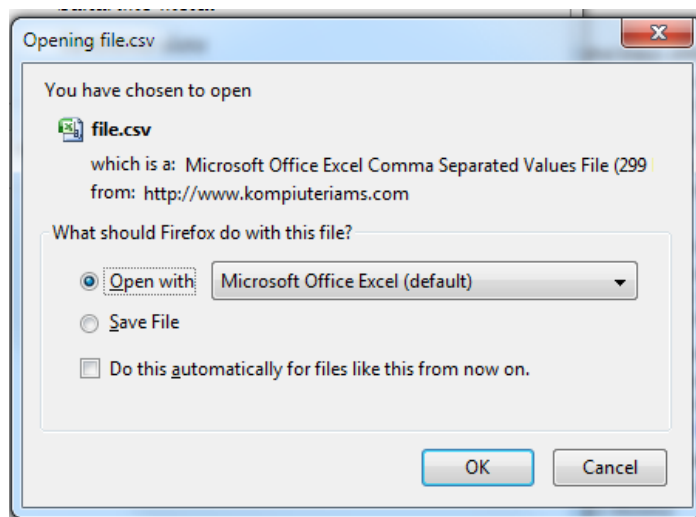 Opening file.csv
You have chosen to open
file.csv
which is a: Microsoft Office Excel Comma Separated Values File (299
from: http://www.kompiuteriams.com
What should Firefox do with this file?
Open with Microsoft Office Excel (default)
Save File
Do this automatically for files like this from now on.
OK Cancel